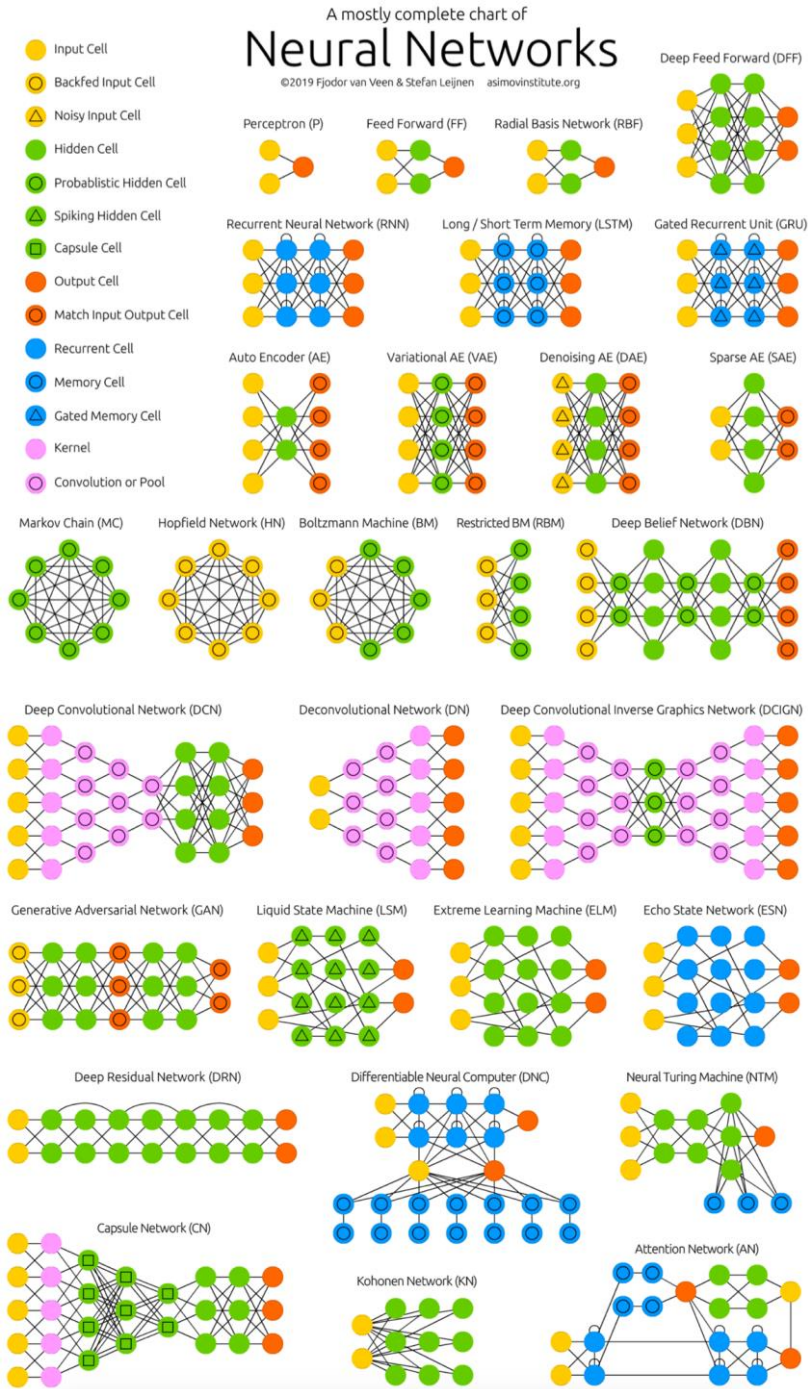 A mostly complete chart of
Neural Networks
©2019 Fjodor van Veen & Stefan Leijnen asimovinstitute.org
Input Cell
Backfed Input Cell
Noisy Input Cell
Hidden Cell
Probablistic Hidden Cell
Spiking Hidden Cell
Capsule Cell
Output Cell
Match Input Output Cell
Recurrent Cell
Memory Cell
Gated Memory Cell
Kernel
Convolution or Pool
Deep Feed Forward (DFF)
Perceptron (P)
Feed Forward (FF)
Radial Basis Network (RBF)
Recurrent Neural Network (RNN)
Long / Short Term Memory (LSTM)
Gated Recurrent Unit (GRU)
Auto Encoder (AE)
Variational AE (VAE)
Denoising AE (DAE)
Sparse AE (SAE)
Markov Chain (MC)
Hopfield Network (HN)
Boltzmann Machine (BM)
Restricted BM (RBM)
Deep Belief Network (DBN)
Deep Convolutional Network (DCN)
Deconvolutional Network (DN)
Deep Convolutional Inverse Graphics Network (DCIGN)
Generative Adversarial Network (GAN)
Liquid State Machine (LSM)
Extreme Learning Machine (ELM)
Echo State Network (ESN)
Deep Residual Network (DRN)
Differentiable Neural Computer (DNC)
Neural Turing Machine (NTM)
Capsule Network (CN)
Kohonen Network (KN)
Attention Network (AN)